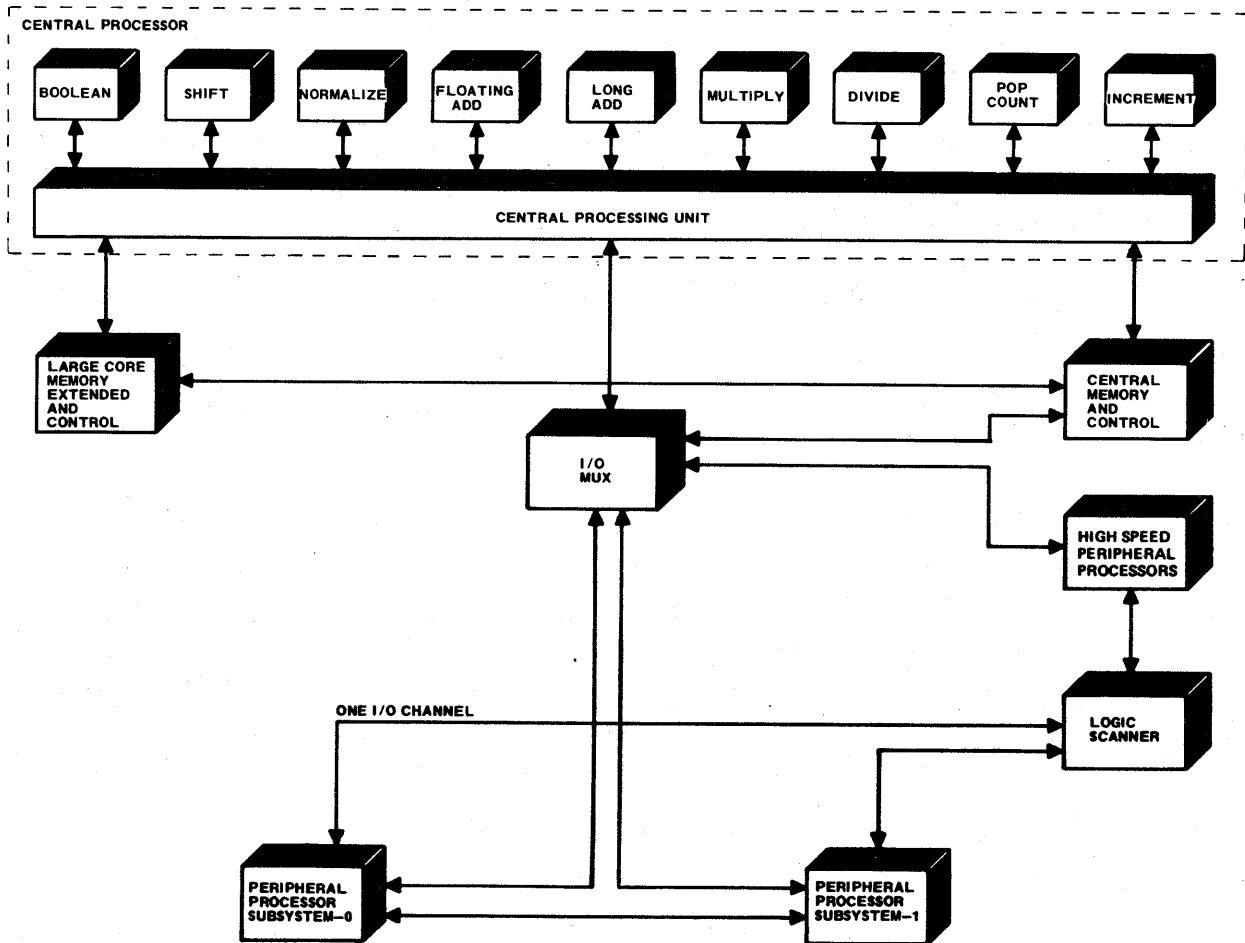 CENTRAL PROCESSOR
BOOLEAN
SHIFT
NORMALIZE
FLOATING
ADD
LONG
ADD
MULTIPLY
DIVIDE
POP
COUNT
INCREMENT
CENTRAL PROCESSING UNIT
LARGE CORE
MEMORY
EXTENDED
AND
CONTROL
CENTRAL
MEMORY
AND
CONTROL
I/O
MUX
HIGH SPEED
PERIPHERAL
PROCESSORS
ONE I/O CHANNEL
LOGIC
SCANNER
PERIPHERAL
PROCESSOR
SUBSYSTEM-0
PERIPHERAL
PROCESSOR
SUBSYSTEM-1